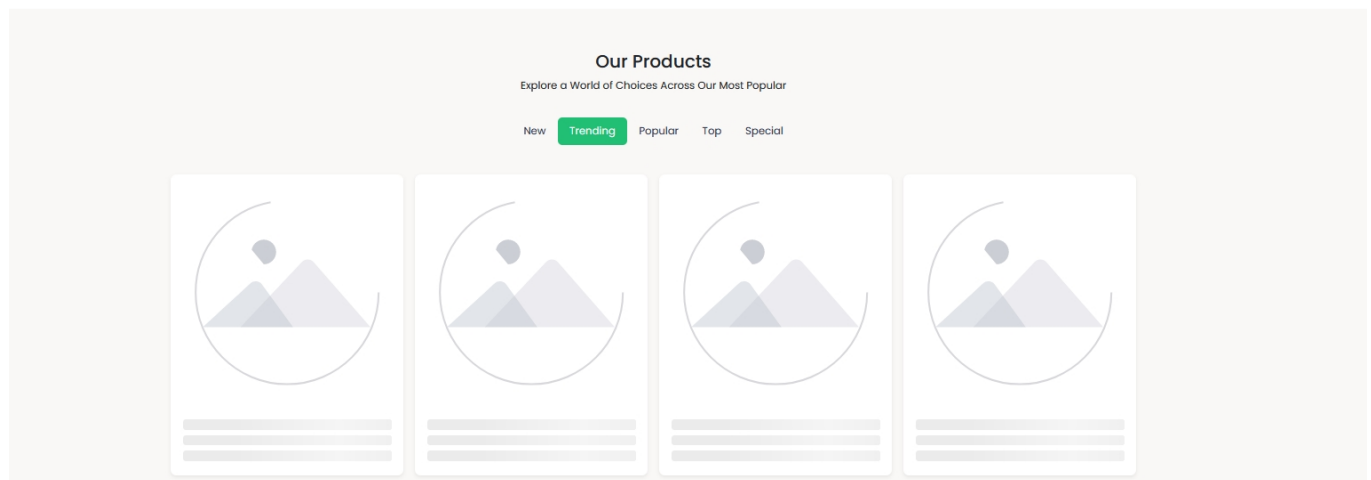 Our Products
Explore a World of Choices Across Our Most Popular
New Trending Popular Top Special